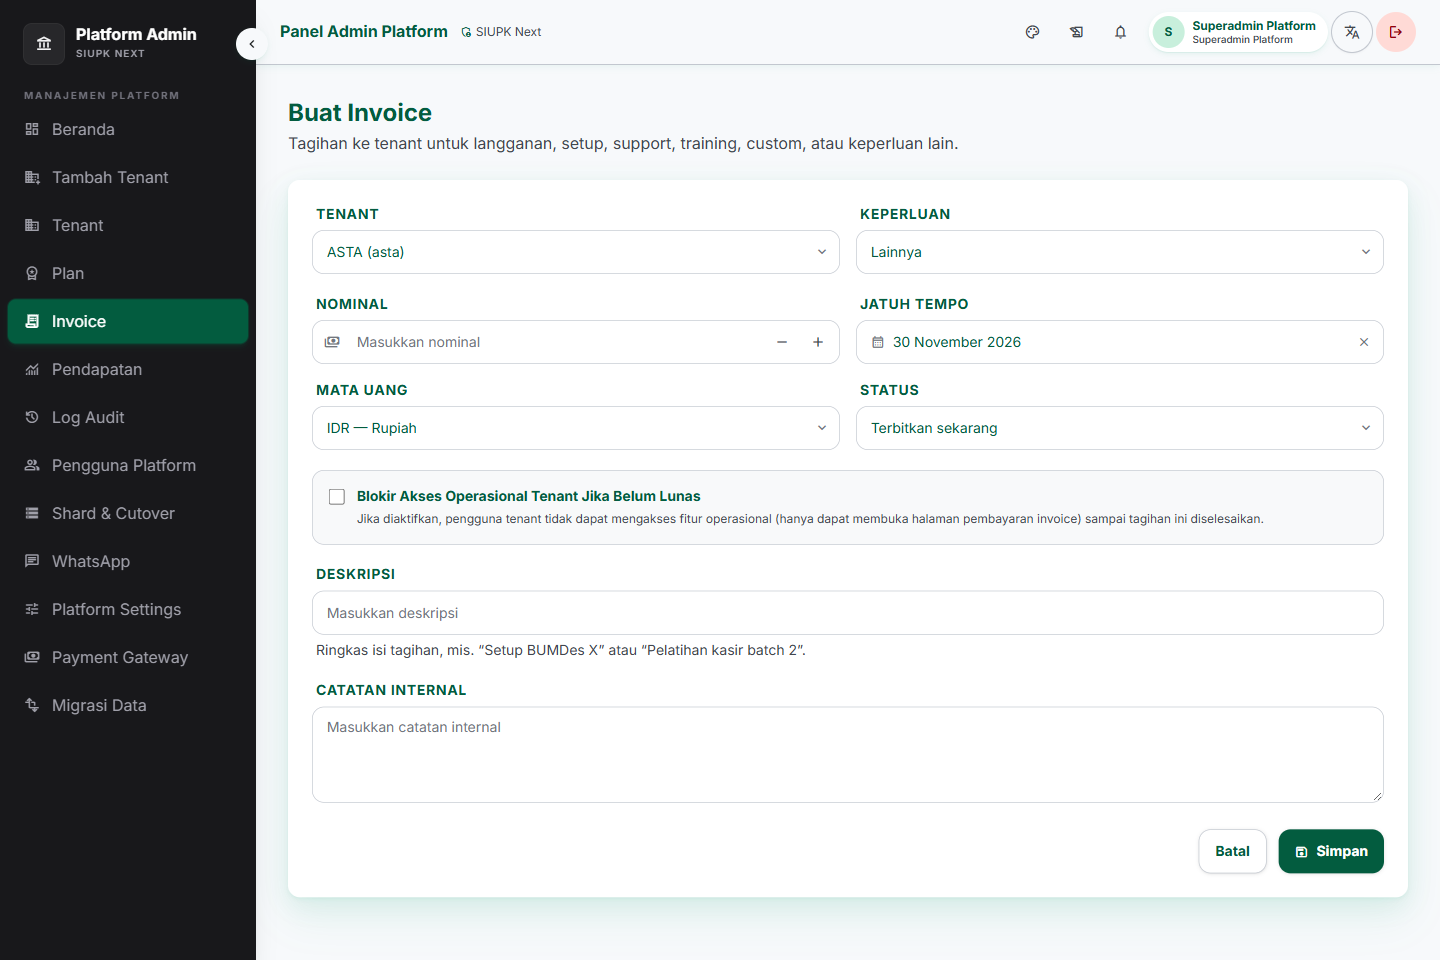 Platform Admin
SIUPK NEXT
MANAJEMEN PLATFORM
Beranda
Tambah Tenant
Tenant
Plan
Invoice
Pendapatan
Log Audit
Pengguna Platform
Shard & Cutover
WhatsApp
Platform Settings
Payment Gateway
Migrasi Data
Panel Admin Platform
SIUPK Next
S
Superadmin Platform
Superadmin Platform
Buat Invoice
Tagihan ke tenant untuk langganan, setup, support, training, custom, atau keperluan lain.
TENANT
ASTA (asta)
KEPERLUAN
Lainnya
NOMINAL
Masukkan nominal
JATUH TEMPO
30 November 2026
MATA UANG
IDR — Rupiah
STATUS
Terbitkan sekarang
Blokir Akses Operasional Tenant Jika Belum Lunas
Jika diaktifkan, pengguna tenant tidak dapat mengakses fitur operasional (hanya dapat membuka halaman pembayaran invoice) sampai tagihan ini diselesaikan.
DESKRIPSI
Masukkan deskripsi
Ringkas isi tagihan, mis. “Setup BUMDes X” atau “Pelatihan kasir batch 2”.
CATATAN INTERNAL
Masukkan catatan internal
Batal
Simpan